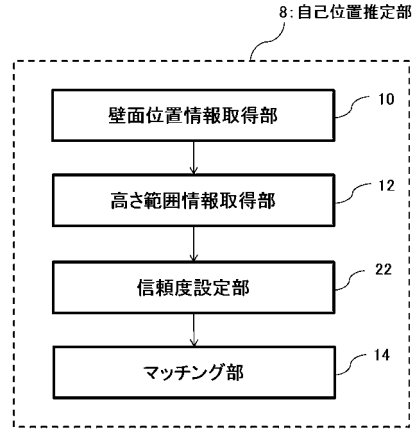 8:自己位置推定部
壁面位置情報取得部
10
高さ範囲情報取得部
12
信頼度設定部
22
マッチング部
14